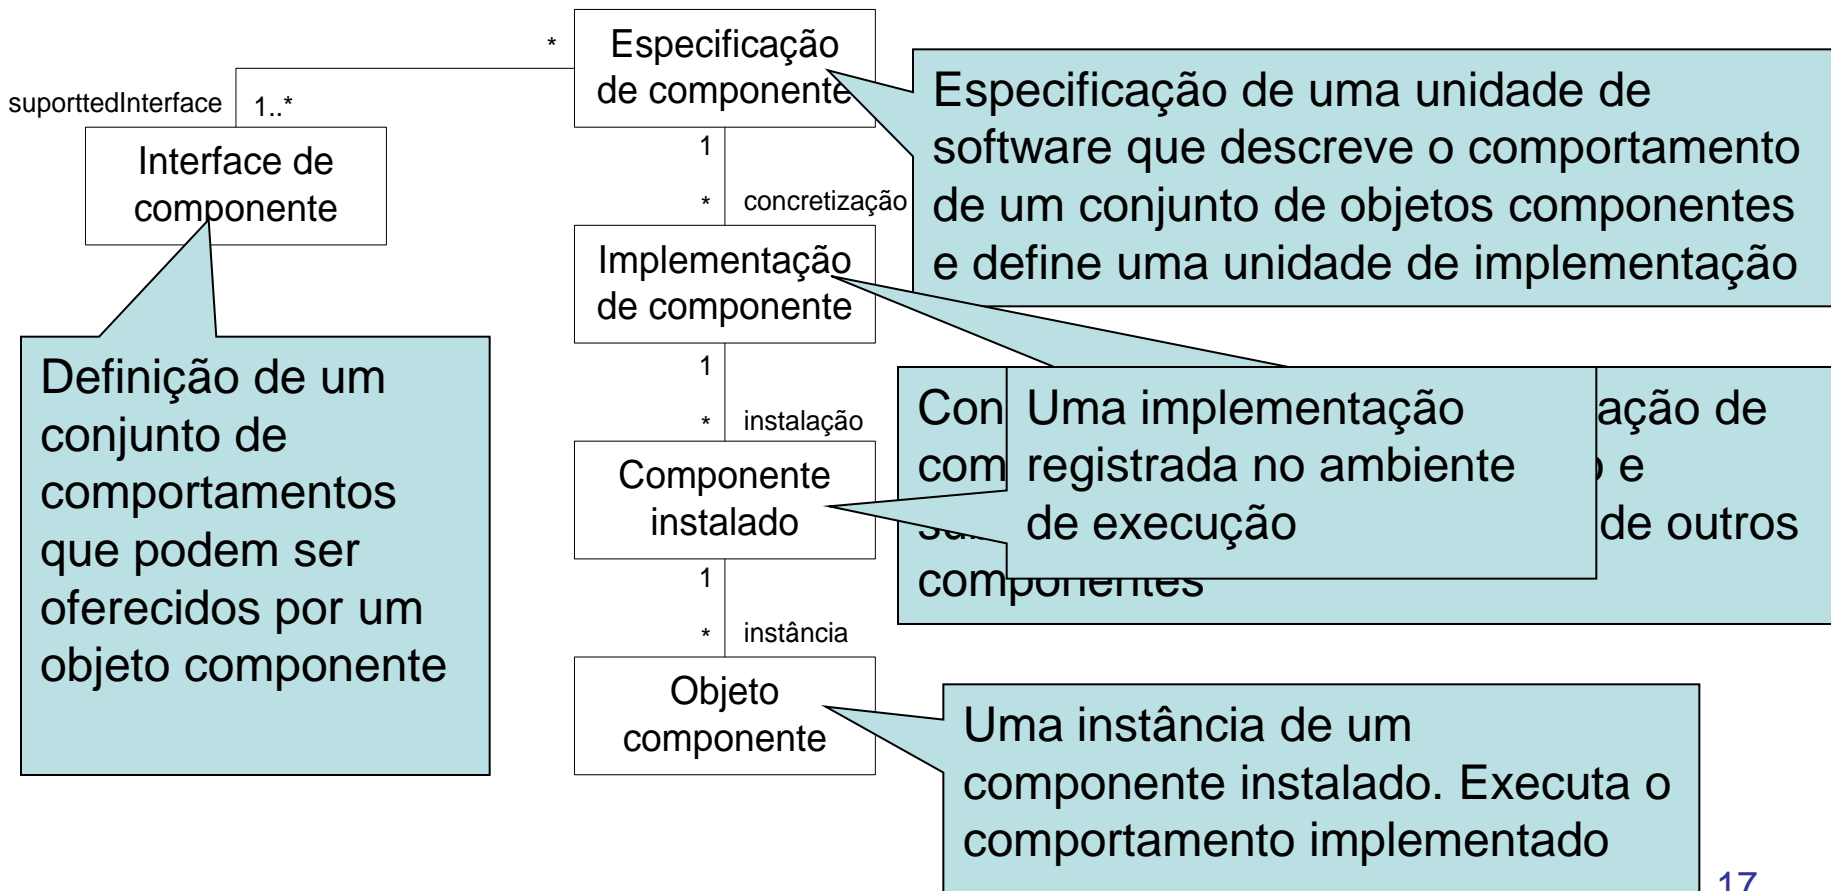 *
Especificação
de componente
suporttedInterface
1..*
Interface de
componente
Especificação de uma unidade de
software que descreve o comportamento
de um conjunto de objetos componentes
e define uma unidade de implementação
1
*
concretização
Implementação
de componente
Definição de um
conjunto de
comportamentos
que podem ser
oferecidos por um
objeto componente
1
*
instalação
Componente
instalado
Uma implementação
registrada no ambiente
de execução
Con ação de
com e
de outros
componentes
1
*
instância
Objeto
componente
Uma instância de um
componente instalado. Executa o
comportamento implementado
17